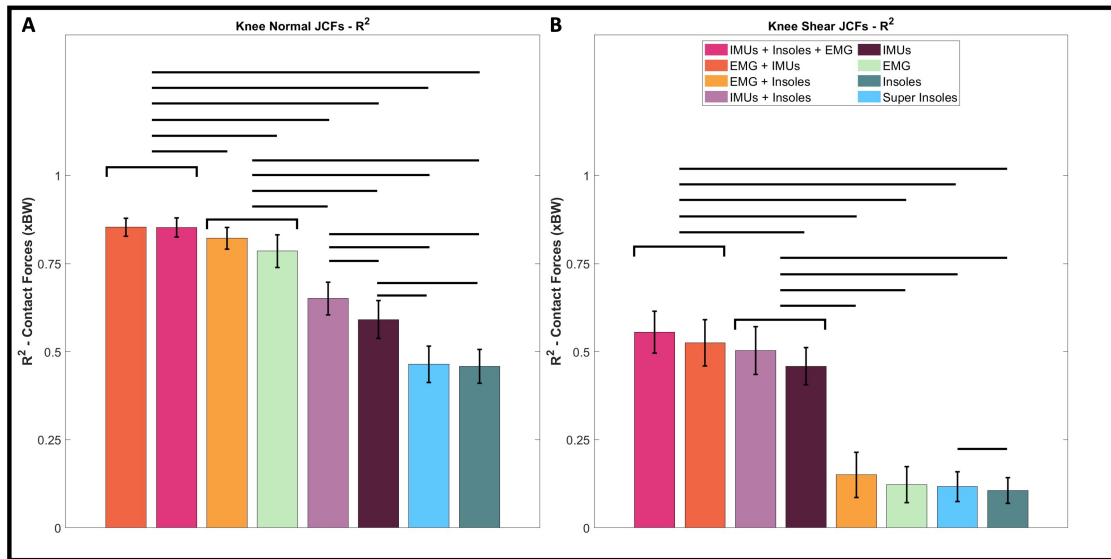 A
Knee Normal JCFs - R²
R² - Contact Forces (xBW)
1
0.75
0.5
0.25
0
B
Knee Shear JCFs - R²
IMUs + Insoles + EMG
EMG + IMUs
EMG + Insoles
IMUs + Insoles
IMUs
EMG
Insoles
Super Insoles
R² - Contact Forces (xBW)
1
0.75
0.5
0.25
0